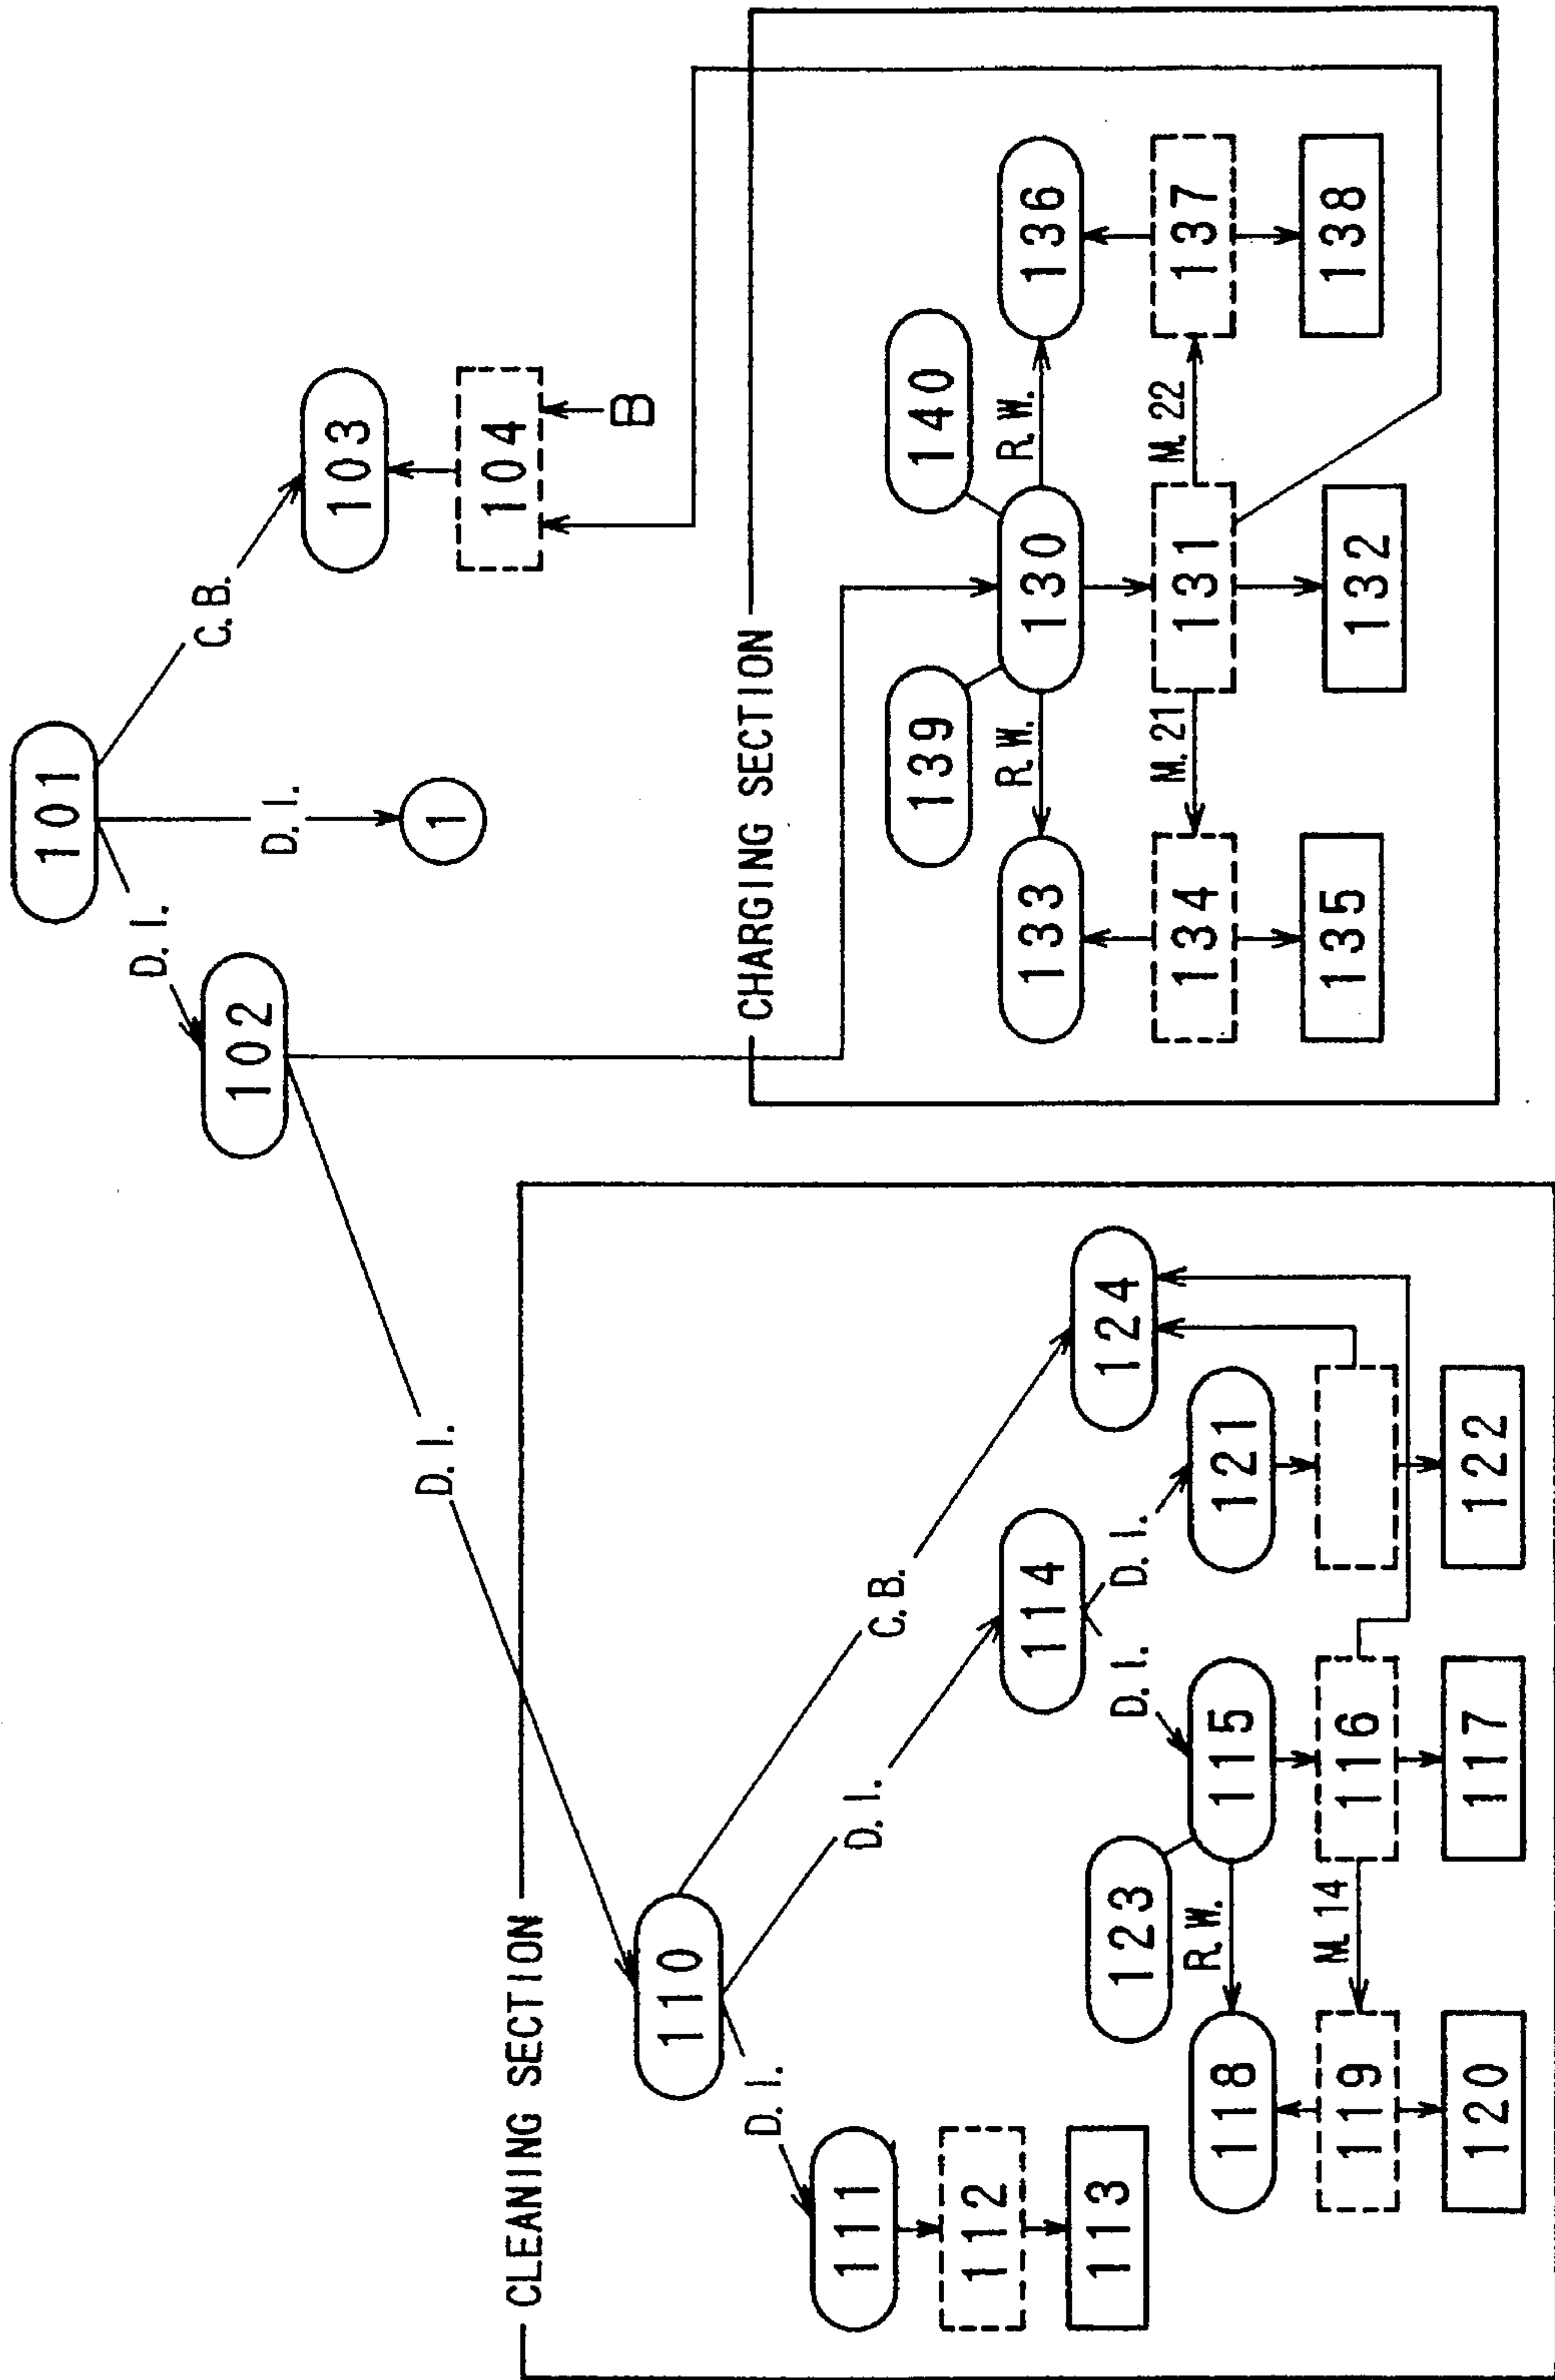 101
C.B.
D.I.
D.I.
103
102
1
104
B
D.I.
CLEANING SECTION
CHARGING SECTION
110
139
140
C.B.
D.I.
D.I.
R.W.
R.W.
111
133
130
136
112
114
124
M.21
M.22
134
131
137
113
D.I.
D.I.
123
135
132
138
R.W.
118
115
121
M.14
119
116
120
117
122